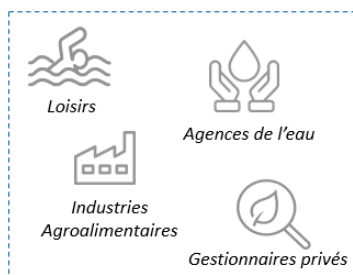 Loisirs
Agences de l'eau
Industries
Agroalimentaires
Gestionnaires privés